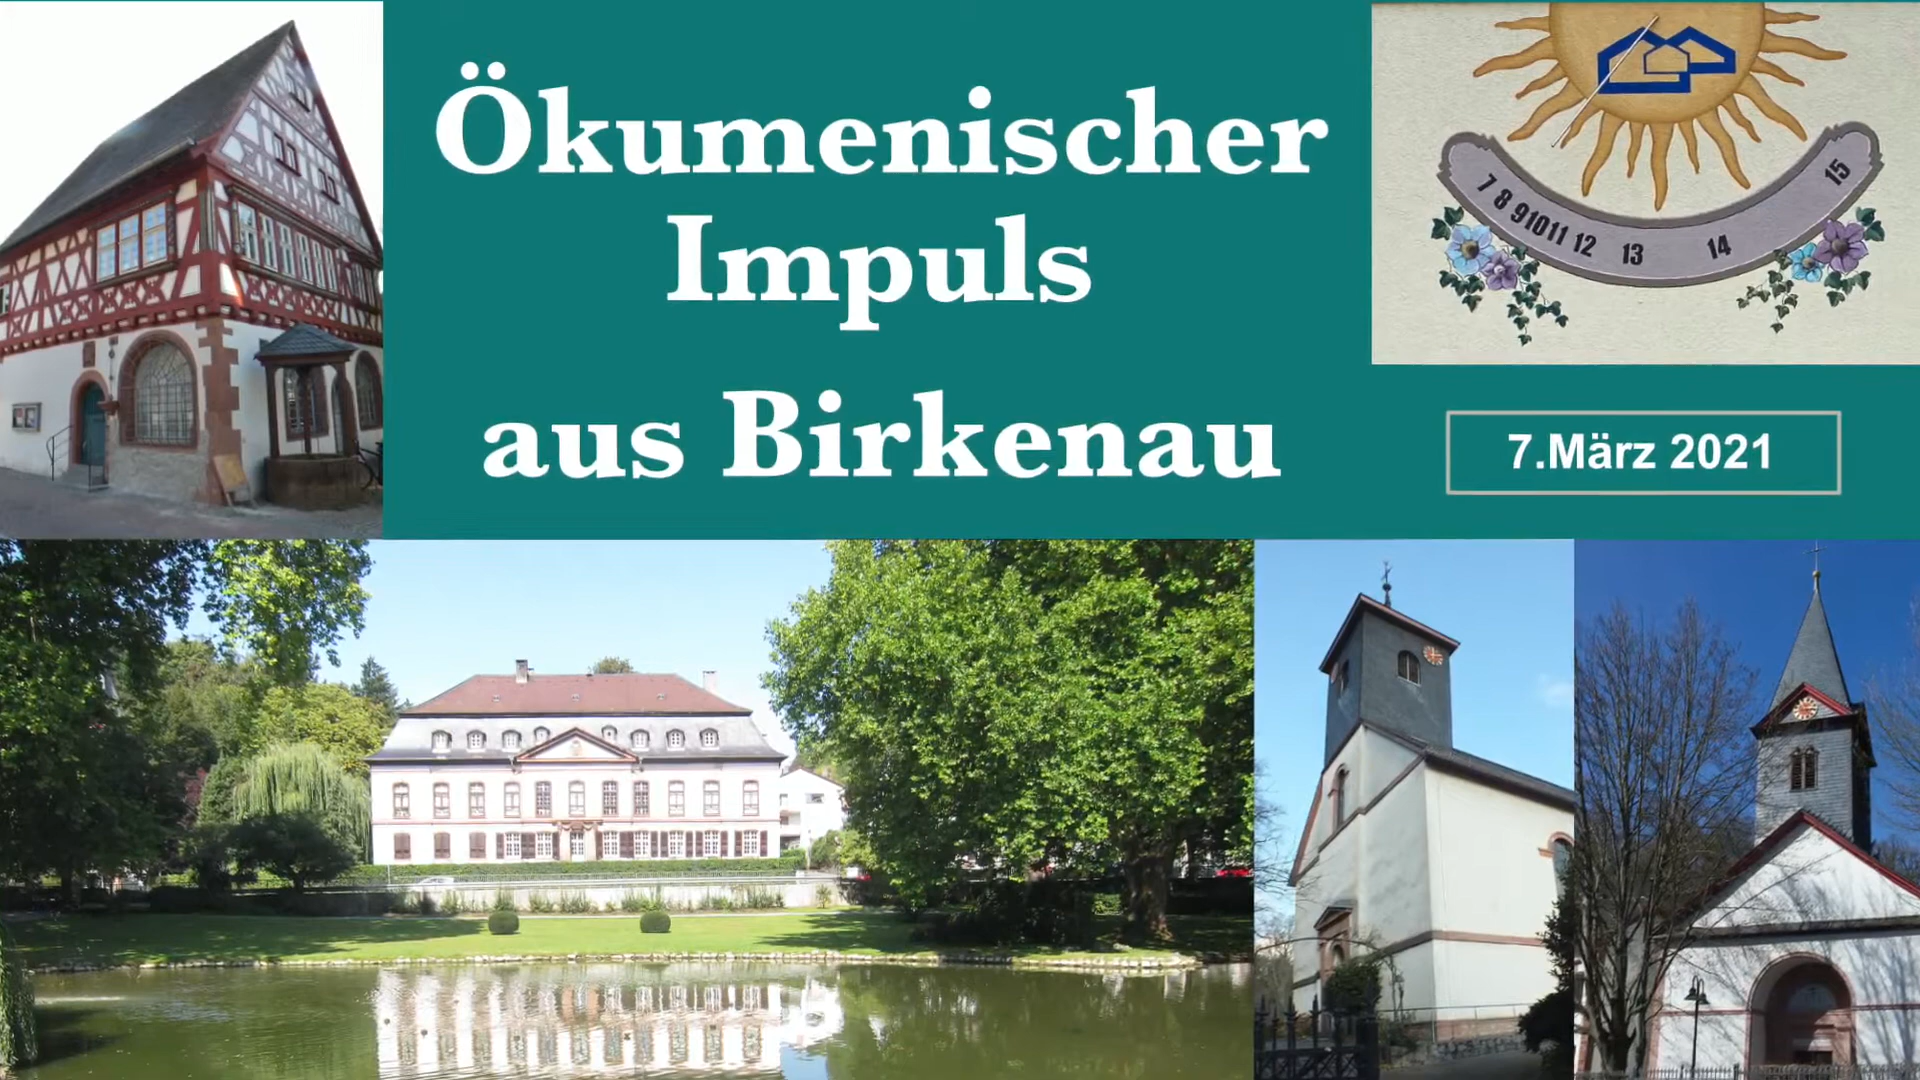 Ökumenischer
Impuls
aus Birkenau
7 8 9 10 11 12 13 14 15
7.März 2021